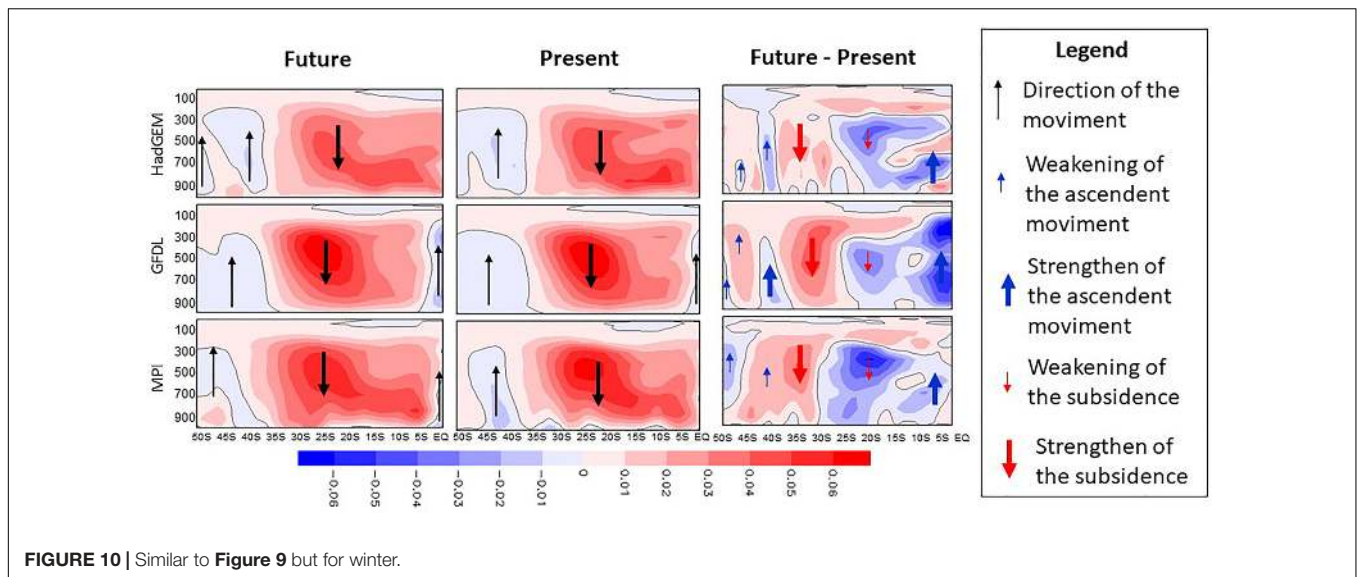 Future Present Future - Present
Legend
Direction of the
moviment
Weakening of
the ascendent
moviment
Strengthen of
the ascendent
moviment
Weakening of
the subsidence
Strengthen of
the subsidence
HadGEM
100
300
500
700
900
GFDL
100
300
500
700
900
MPI
100
300
500
700
900
50S 45S 40S 35S 30S 25S 20S 15S 10S 5S EQ
50S 45S 40S 35S 30S 25S 20S 15S 10S 5S EQ
50S 45S 40S 35S 30S 25S 20S 15S 10S 5S EQ
-0.06 -0.05 -0.04 -0.03 -0.02 -0.01 0 0.01 0.02 0.03 0.04 0.05 0.06
FIGURE 10 | Similar to Figure 9 but for winter.